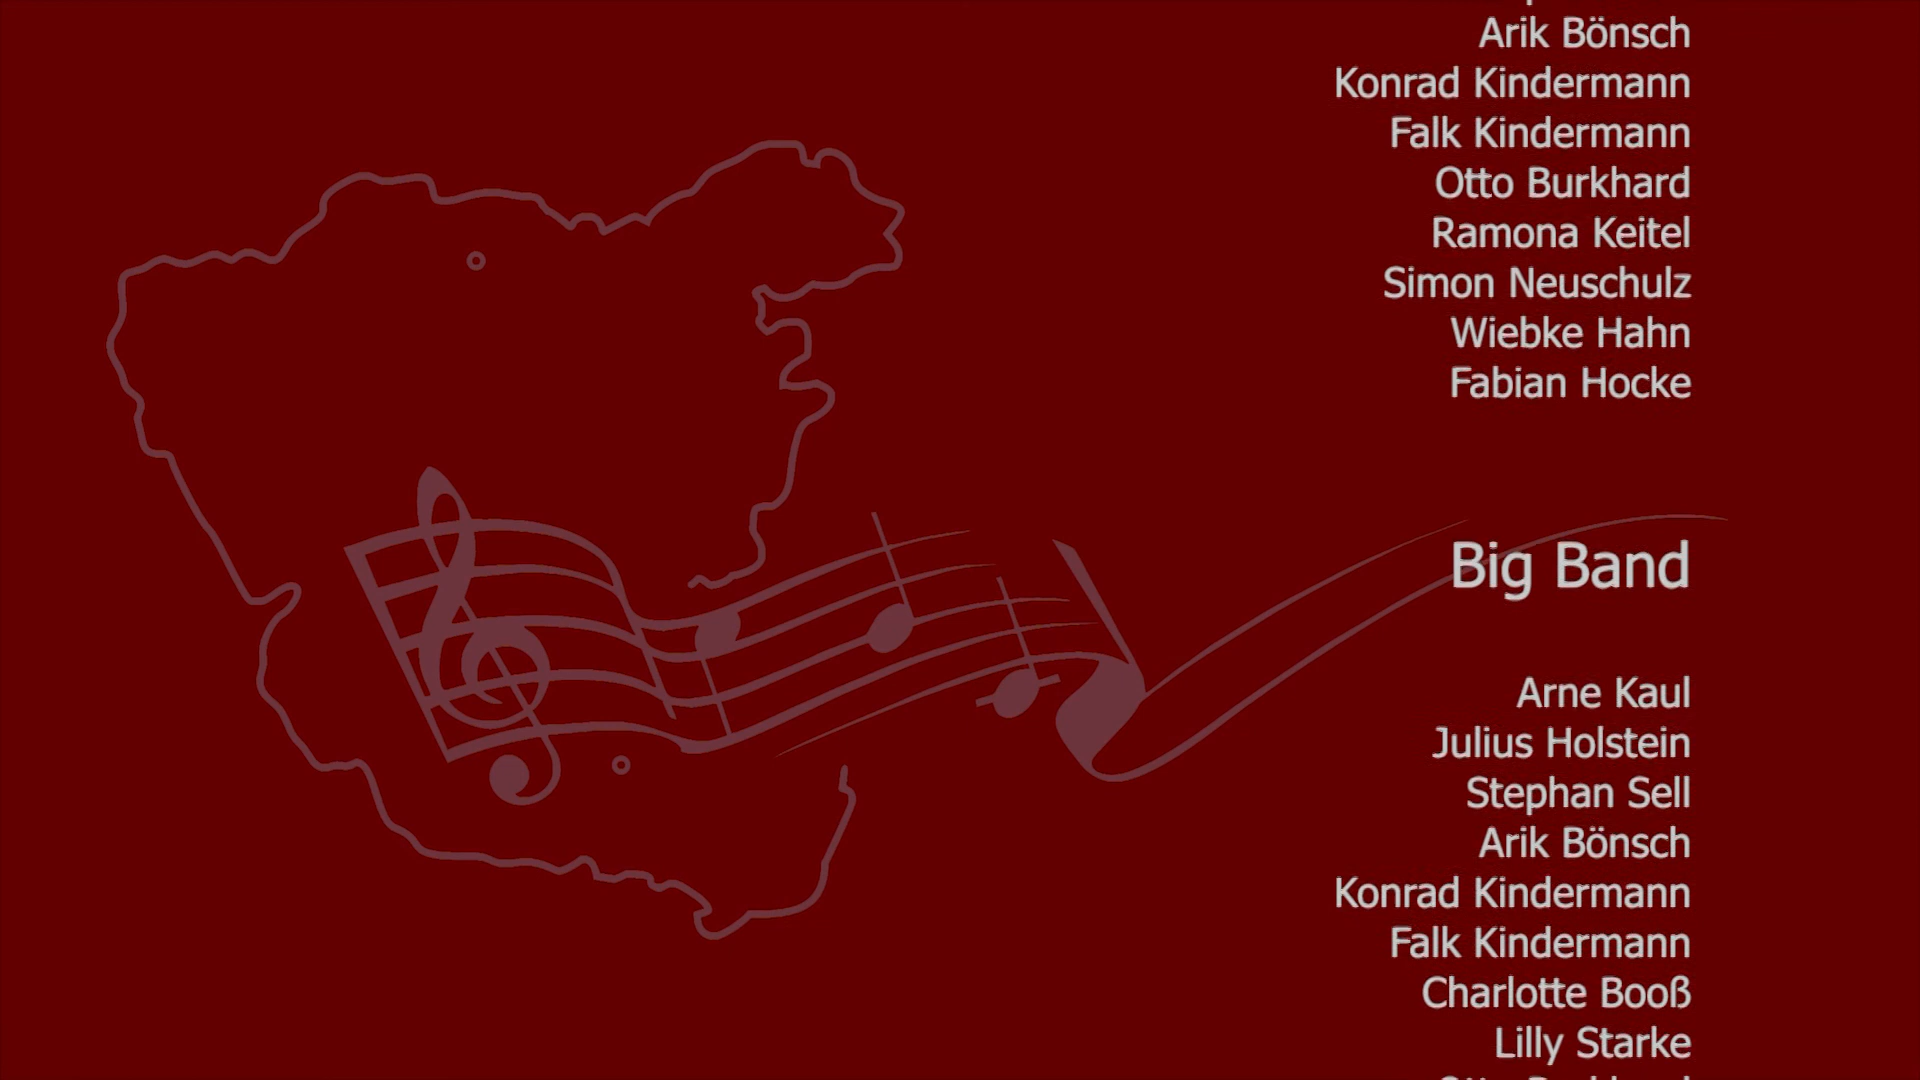 Arik Bönsch
Konrad Kindermann
Falk Kindermann
Otto Burkhard
Ramona Keitel
Simon Neuschulz
Wiebke Hahn
Fabian Hocke
Big Band
Arne Kaul
Julius Holstein
Stephan Sell
Arik Bönsch
Konrad Kindermann
Falk Kindermann
Charlotte Booß
Lilly Starke